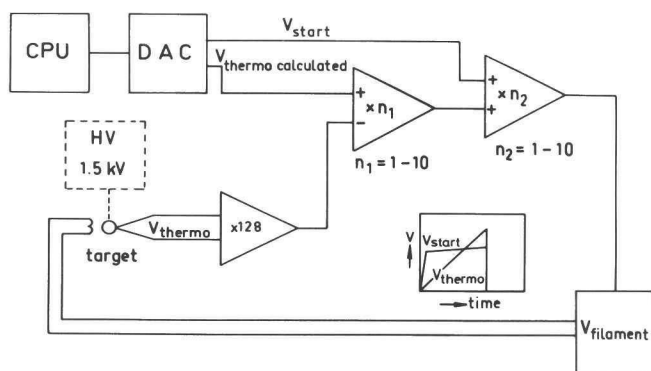 CPU
DAC
Vstart
Vthermo calculated
+
× n1
−
n1 = 1 − 10
+
× n2
+
n2 = 1 − 10
HV
1.5 kV
target
Vthermo
x128
V
Vstart
Vthermo
time
Vfilament